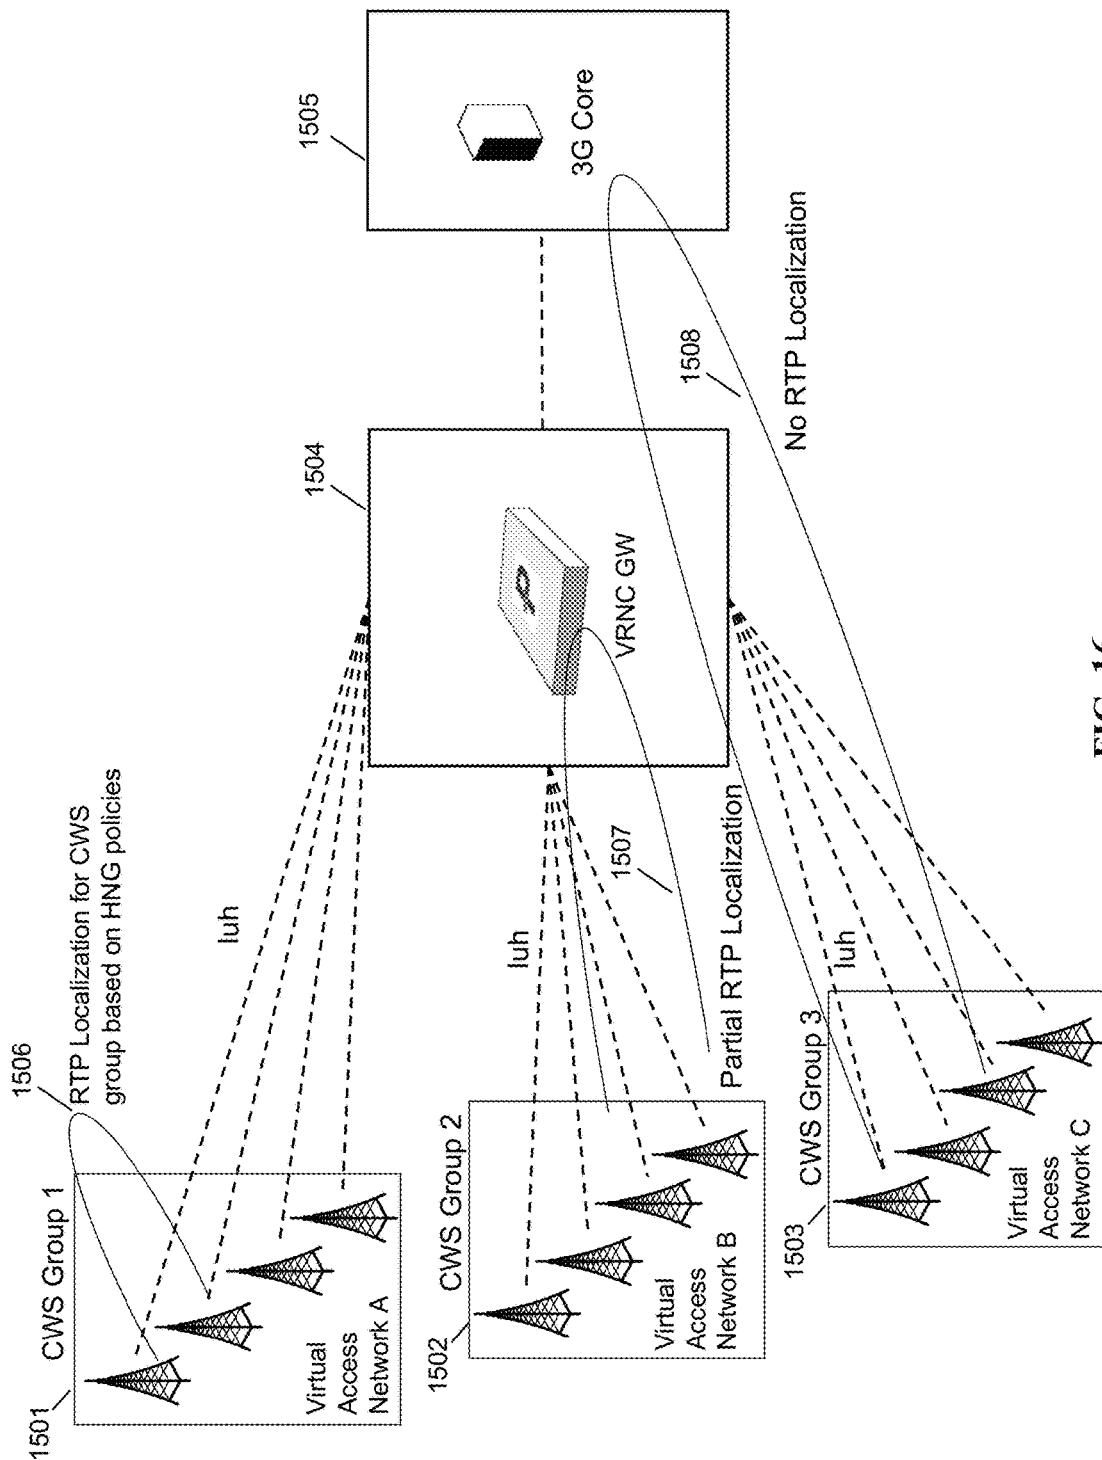 1501
CWS Group 1
Virtual
Access
Network A
1506
RTP Localization for CWS
group based on HNG policies
Iuh
1502
CWS Group 2
Virtual
Access
Network B
Iuh
1507
Partial RTP Localization
1503
CWS Group 3
Virtual
Access
Network C
Iuh
1504
VRNC GW
1508
No RTP Localization
1505
3G Core